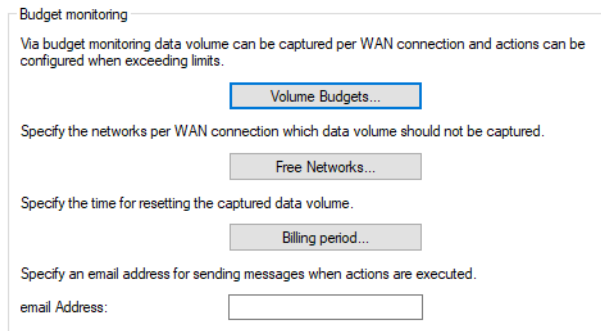 Budget monitoring
Via budget monitoring data volume can be captured per WAN connection and actions can be
configured when exceeding limits.
Volume Budgets...
Specify the networks per WAN connection which data volume should not be captured.
Free Networks...
Specify the time for resetting the captured data volume.
Billing period...
Specify an email address for sending messages when actions are executed.
email Address: